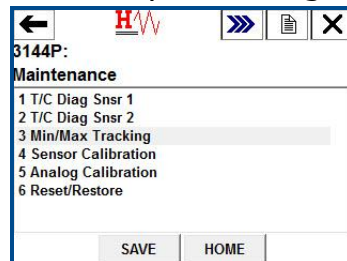 H
3144P:
Maintenance
1 T/C Diag Snsr 1
2 T/C Diag Snsr 2
3 Min/Max Tracking
4 Sensor Calibration
5 Analog Calibration
6 Reset/Restore
SAVE HOME